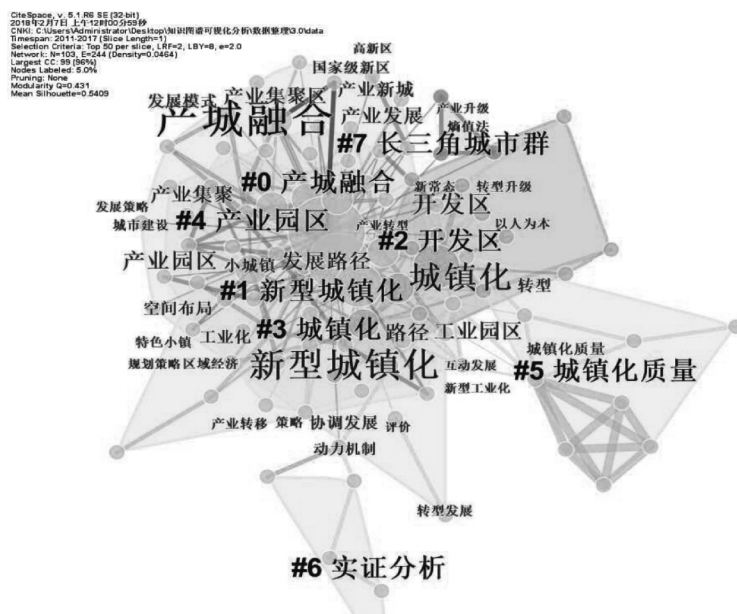 CiteSpace, v. 5.1.R6 SE (32-bit)
2018年2月7日 上午12时00分59秒
CNKI: C:\Users\Administrator\Desktop\知识图谱可视化分析\数据整理\3.0\data
Timespan: 2011-2017 (Slice Length=1)
Selection Criteria: Top 50 per slice, LRF=2, LBY=8, e=2.0
Network: N=103, E=244 (Density=0.0464)
Largest CC: 99 (96%)
Nodes Labeled: 5.0%
Pruning: None
Modularity Q=0.431
Mean Silhouette=0.5409
高新区
国家级新区
发展模式 产业集聚区 产业新城
产城融合 产业发展 产业升级
熵值法
#7 长三角城市群
#0 产城融合
产业集聚 新常态 转型升级
开发区
发展策略
城市建设 #4 产业园区 产业转型 以人为本
#2 开发区
产业园区 小城镇 发展路径 城镇化
#1 新型城镇化 转型
空间布局
特色小镇 工业化 #3 城镇化 路径 工业园区
规划策略 区域经济 新型城镇化 互动发展 城镇化质量
#5 城镇化质量
新型工业化
产业转移 策略 协调发展 评价
动力机制
转型发展
#6 实证分析